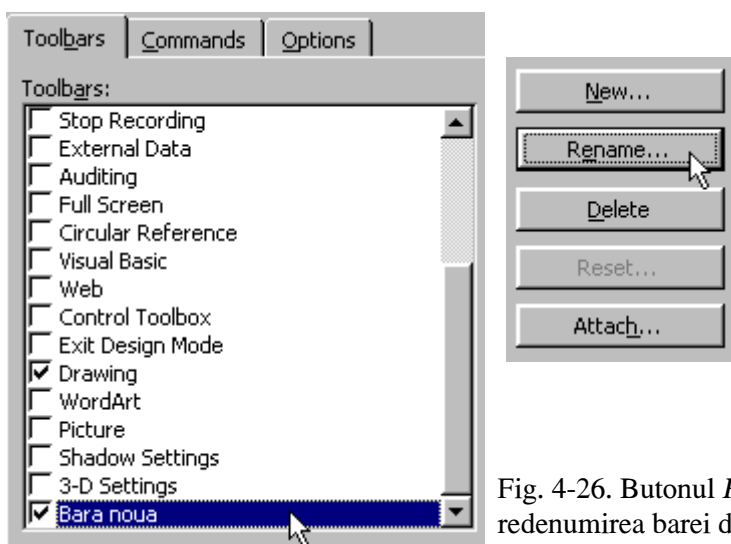 Toolbars Commands Options
Toolbars:
Stop Recording
External Data
Auditing
Full Screen
Circular Reference
Visual Basic
Web
Control Toolbox
Exit Design Mode
Drawing
WordArt
Picture
Shadow Settings
3-D Settings
Bara noua
New...
Rename...
Delete
Reset...
Attach...
Fig. 4-26. Butonul
redenumirea barei